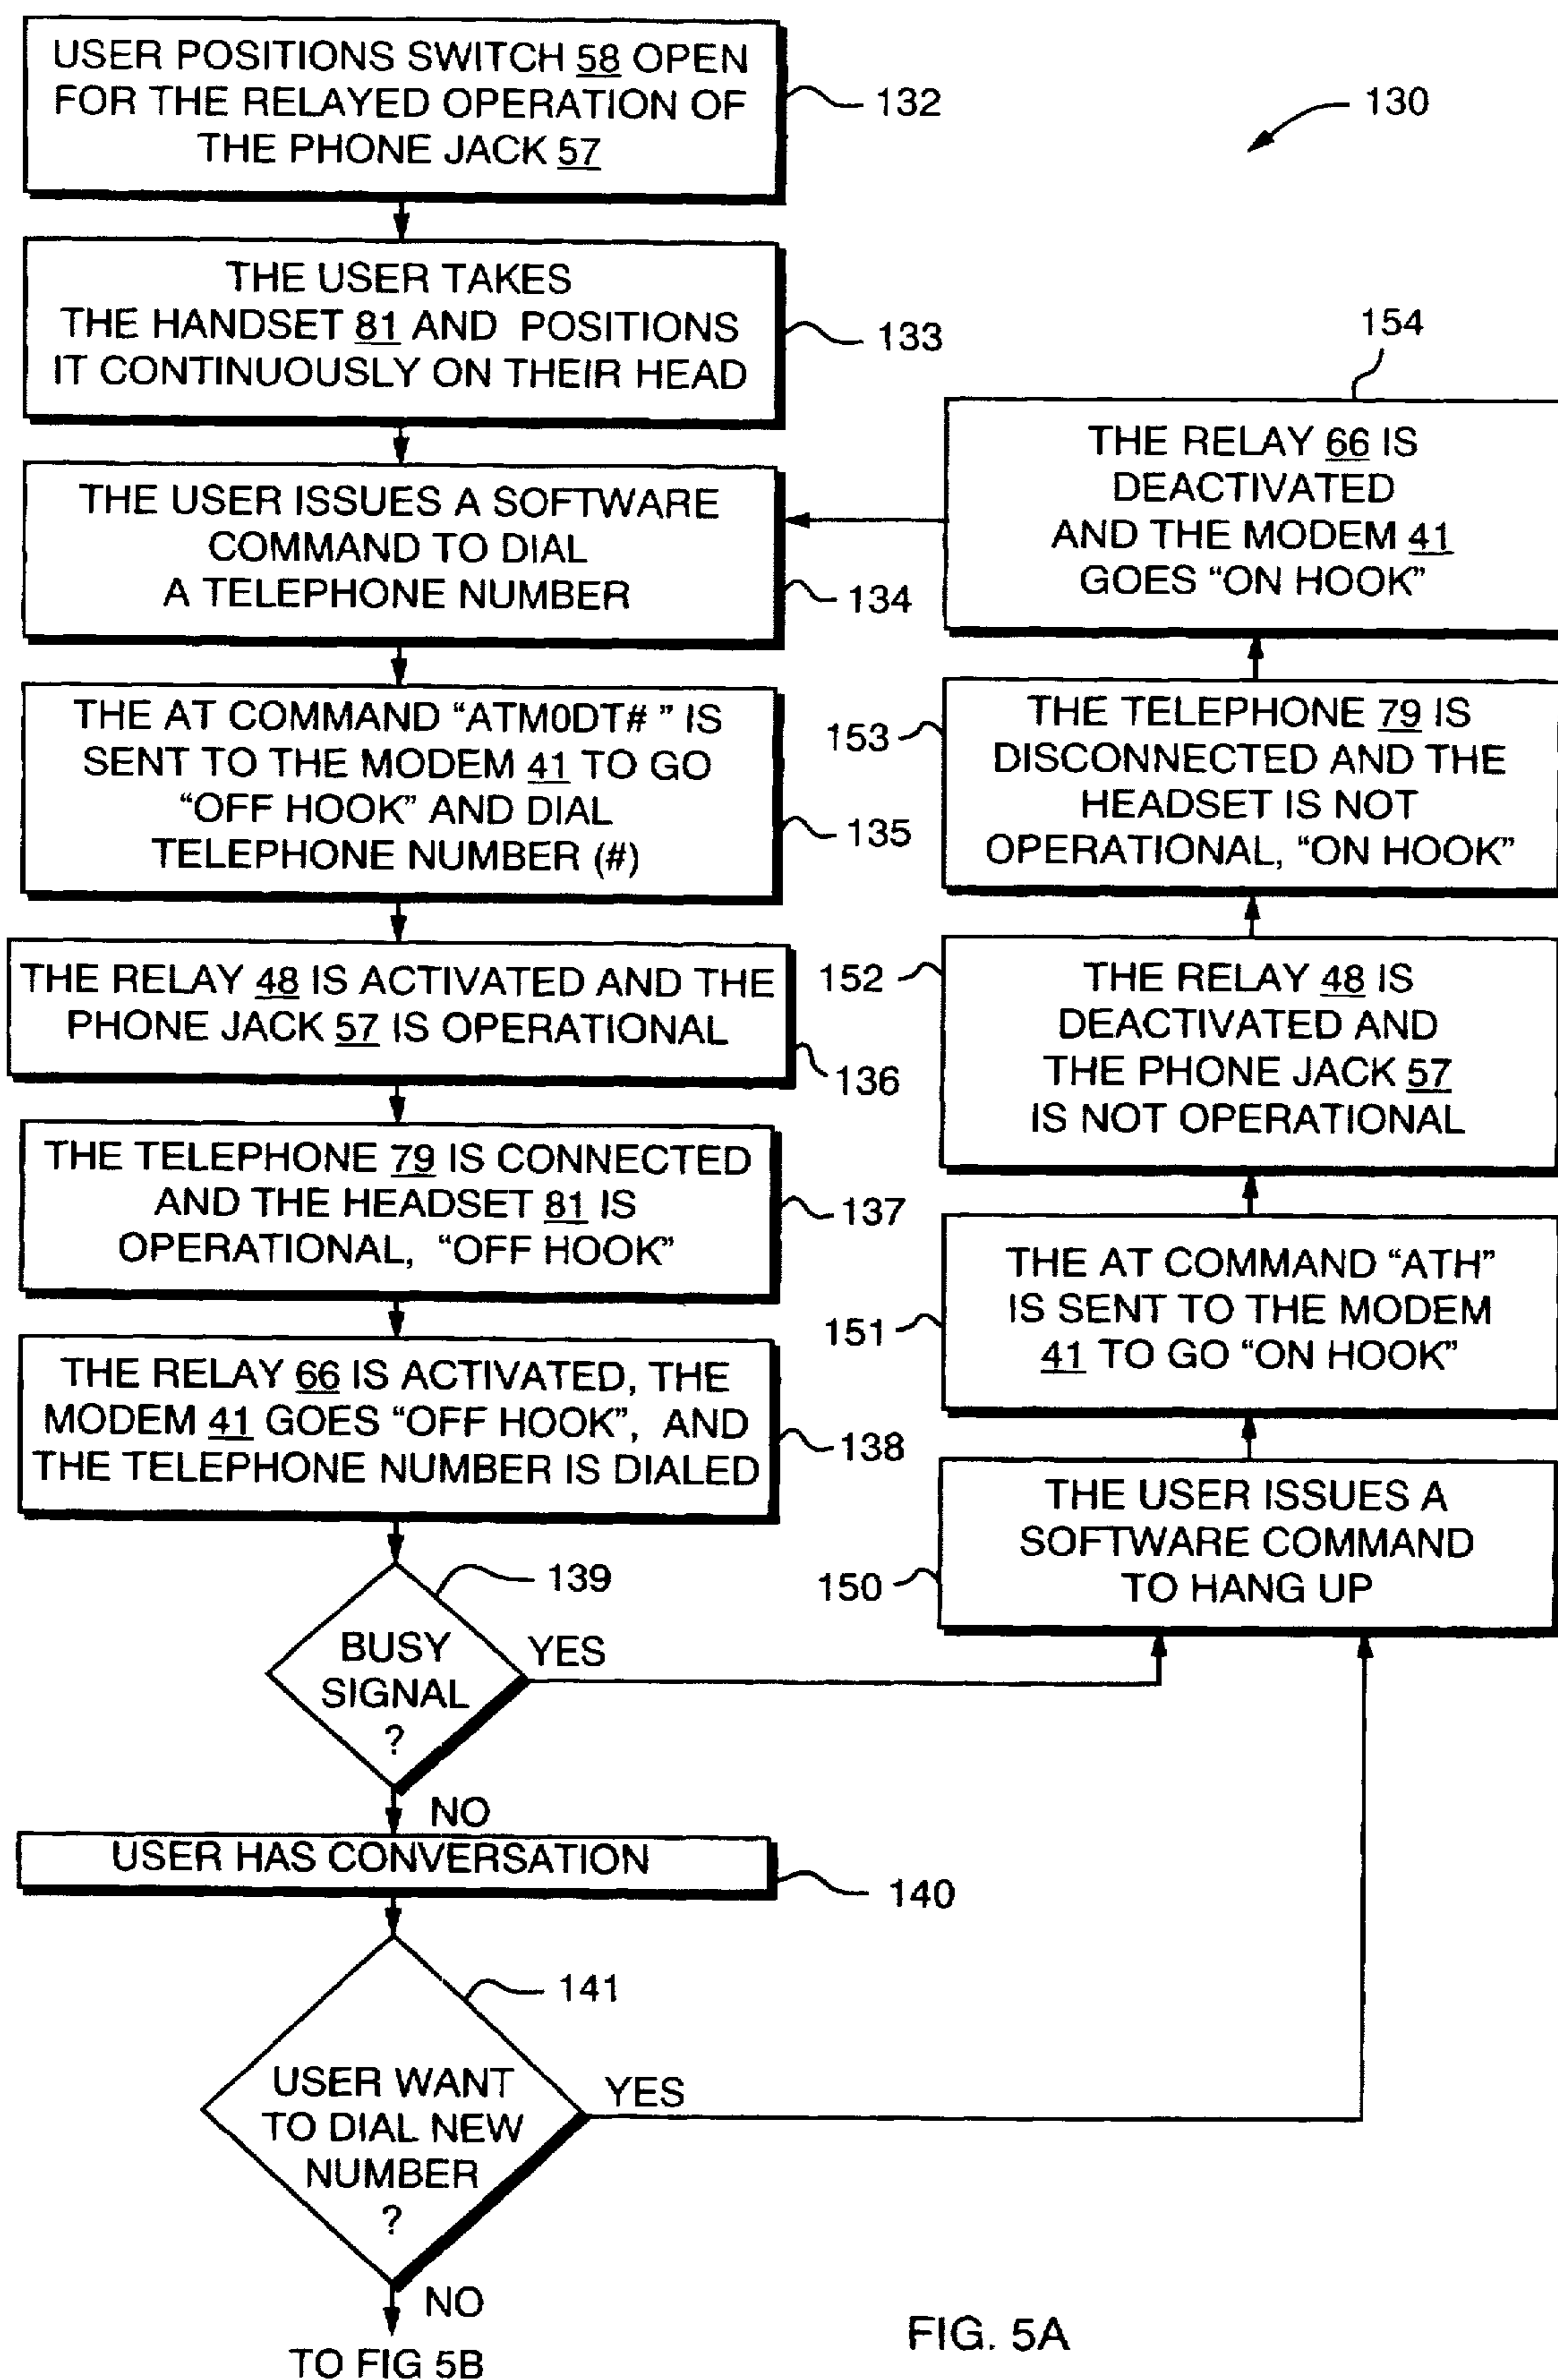 USER POSITIONS SWITCH 58 OPEN
FOR THE RELAYED OPERATION OF
THE PHONE JACK 57
132
130
THE USER TAKES
THE HANDSET 81 AND POSITIONS
IT CONTINUOUSLY ON THEIR HEAD
133
THE USER ISSUES A SOFTWARE
COMMAND TO DIAL
A TELEPHONE NUMBER
134
THE AT COMMAND “ATM0DT# ” IS
SENT TO THE MODEM 41 TO GO
“OFF HOOK” AND DIAL
TELEPHONE NUMBER (#)
135
THE RELAY 48 IS ACTIVATED AND THE
PHONE JACK 57 IS OPERATIONAL
136
THE TELEPHONE 79 IS CONNECTED
AND THE HEADSET 81 IS
OPERATIONAL, “OFF HOOK”
137
THE RELAY 66 IS ACTIVATED, THE
MODEM 41 GOES “OFF HOOK”, AND
THE TELEPHONE NUMBER IS DIALED
138
139
BUSY
SIGNAL
?
YES
NO
USER HAS CONVERSATION
140
141
USER WANT
TO DIAL NEW
NUMBER
?
YES
NO
TO FIG 5B
154
THE RELAY 66 IS
DEACTIVATED
AND THE MODEM 41
GOES “ON HOOK”
153
THE TELEPHONE 79 IS
DISCONNECTED AND THE
HEADSET IS NOT
OPERATIONAL, “ON HOOK”
152
THE RELAY 48 IS
DEACTIVATED AND
THE PHONE JACK 57
IS NOT OPERATIONAL
151
THE AT COMMAND “ATH”
IS SENT TO THE MODEM
41 TO GO “ON HOOK”
150
THE USER ISSUES A
SOFTWARE COMMAND
TO HANG UP
FIG. 5A